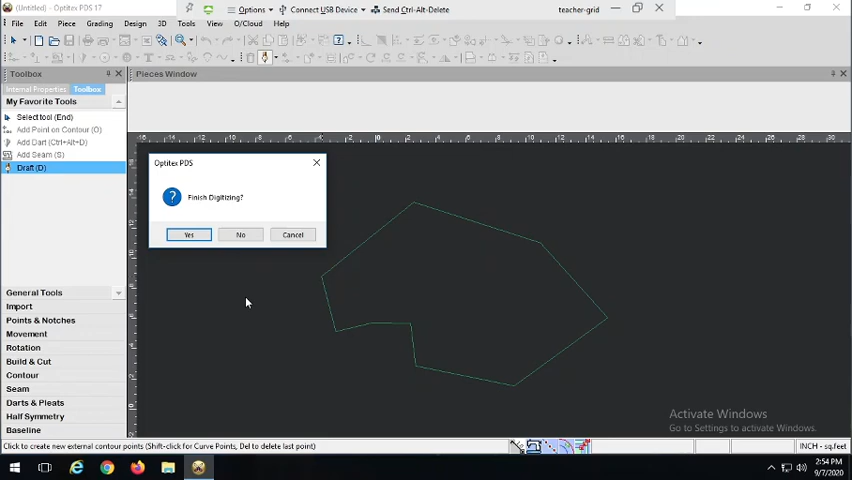 (Untitled) - Optitex PDS 17
Options
Connect USB Device
Send Ctrl-Alt-Delete
teacher-grid
File Edit Piece Grading Design 3D Tools View O/Cloud Help
Toolbox
Pieces Window
Internal Properties Toolbox
My Favorite Tools
Select tool (End)
Add Point on Contour (O)
Add Dart (Ctrl+Alt+D)
Add Seam (S)
Draft (D)
Optitex PDS
Finish Digitizing?
Yes No Cancel
General Tools
Import
Points & Notches
Movement
Rotation
Build & Cut
Contour
Seam
Darts & Pleats
Half Symmetry
Baseline
Activate Windows
Go to Settings to activate Windows.
Click to create new external contour points (Shift-click for Curve Points, Del to delete last point)
INCH - sq.feet
2:54 PM
9/7/2020